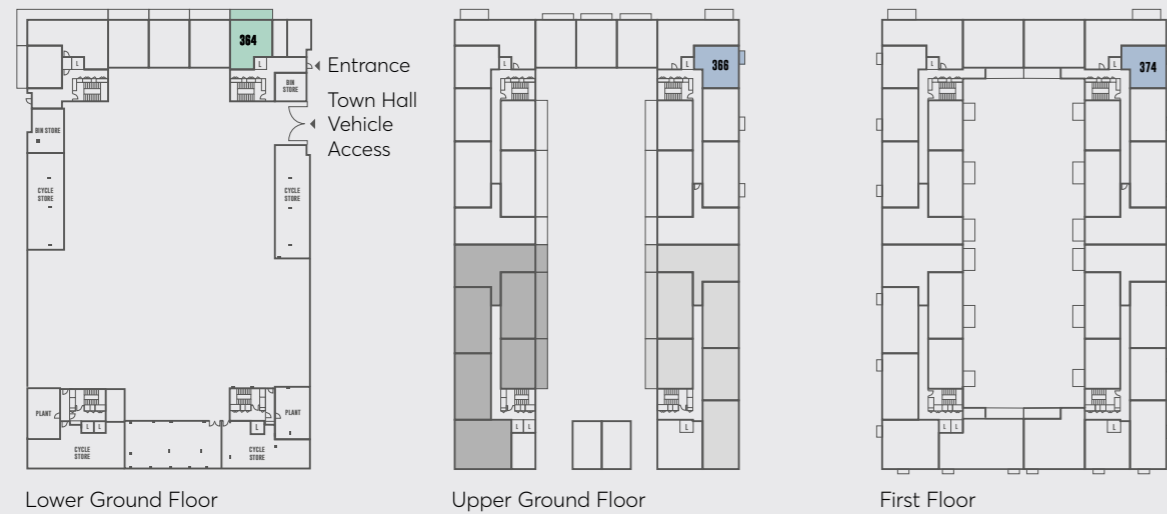 364
L
L
Entrance
BIN
STORE
Town Hall
Vehicle
Access
BIN STORE
CYCLE
STORE
CYCLE
STORE
PLANT
PLANT
L L
L
CYCLE
STORE
CYCLE
STORE
Lower Ground Floor
366
L
L
L L
L
Upper Ground Floor
374
L
L
L L
L
First Floor